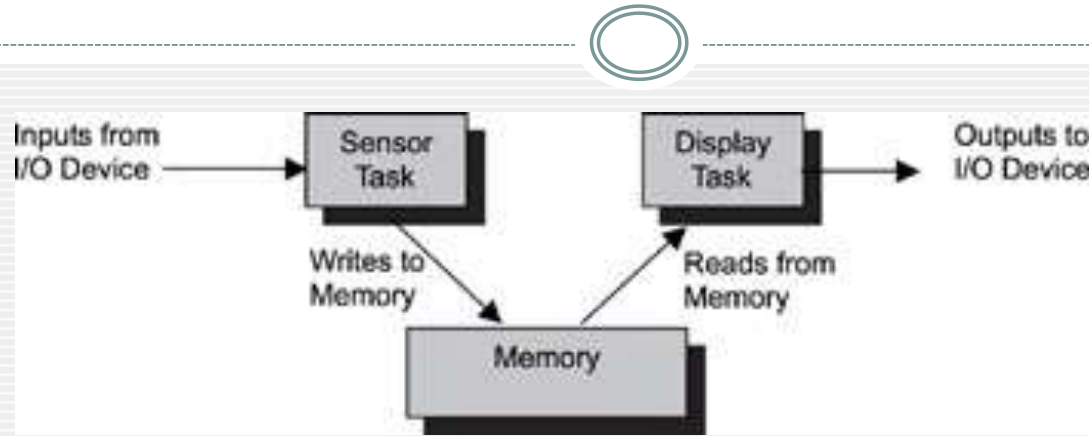 Inputs from
I/O Device
Sensor
Task
Display
Task
Outputs to
I/O Device
Writes to
Memory
Reads from
Memory
Memory